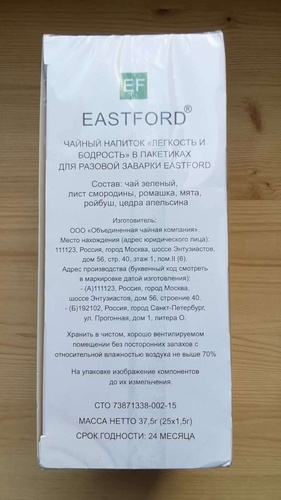 EF
EASTFORD®
ЧАЙНЫЙ НАПИТОК «ЛЕГКОСТЬ И
БОДРОСТЬ» В ПАКЕТИКАХ
ДЛЯ РАЗОВОЙ ЗАВАРКИ EASTFORD
Состав: чай зеленый,
лист смородины, ромашка, мята,
ройбуш, цедра апельсина
Изготовитель:
ООО «Объединенная чайная компания».
Место нахождения (адрес юридического лица):
111123, Россия, город Москва, шоссе Энтузиастов,
дом 56, стр. 40, этаж 1, пом.II (6).
Адрес производства (буквенный код смотреть
в маркировке датой изготовления):
- (А)111123, Россия, город Москва,
шоссе Энтузиастов, дом 56, строение 40.
- (Б)192102, Россия, город Санкт-Петербург,
ул. Прогонная, дом 1, литера О.
Хранить в чистом, хорошо вентилируемом
помещении без посторонних запахов с
относительной влажностью воздуха не выше 70%
На упаковке изображение компонентов
до их измельчения.
СТО 73871338-002-15
МАССА НЕТТО 37,5г (25х1,5г)
СРОК ГОДНОСТИ: 24 МЕСЯЦА